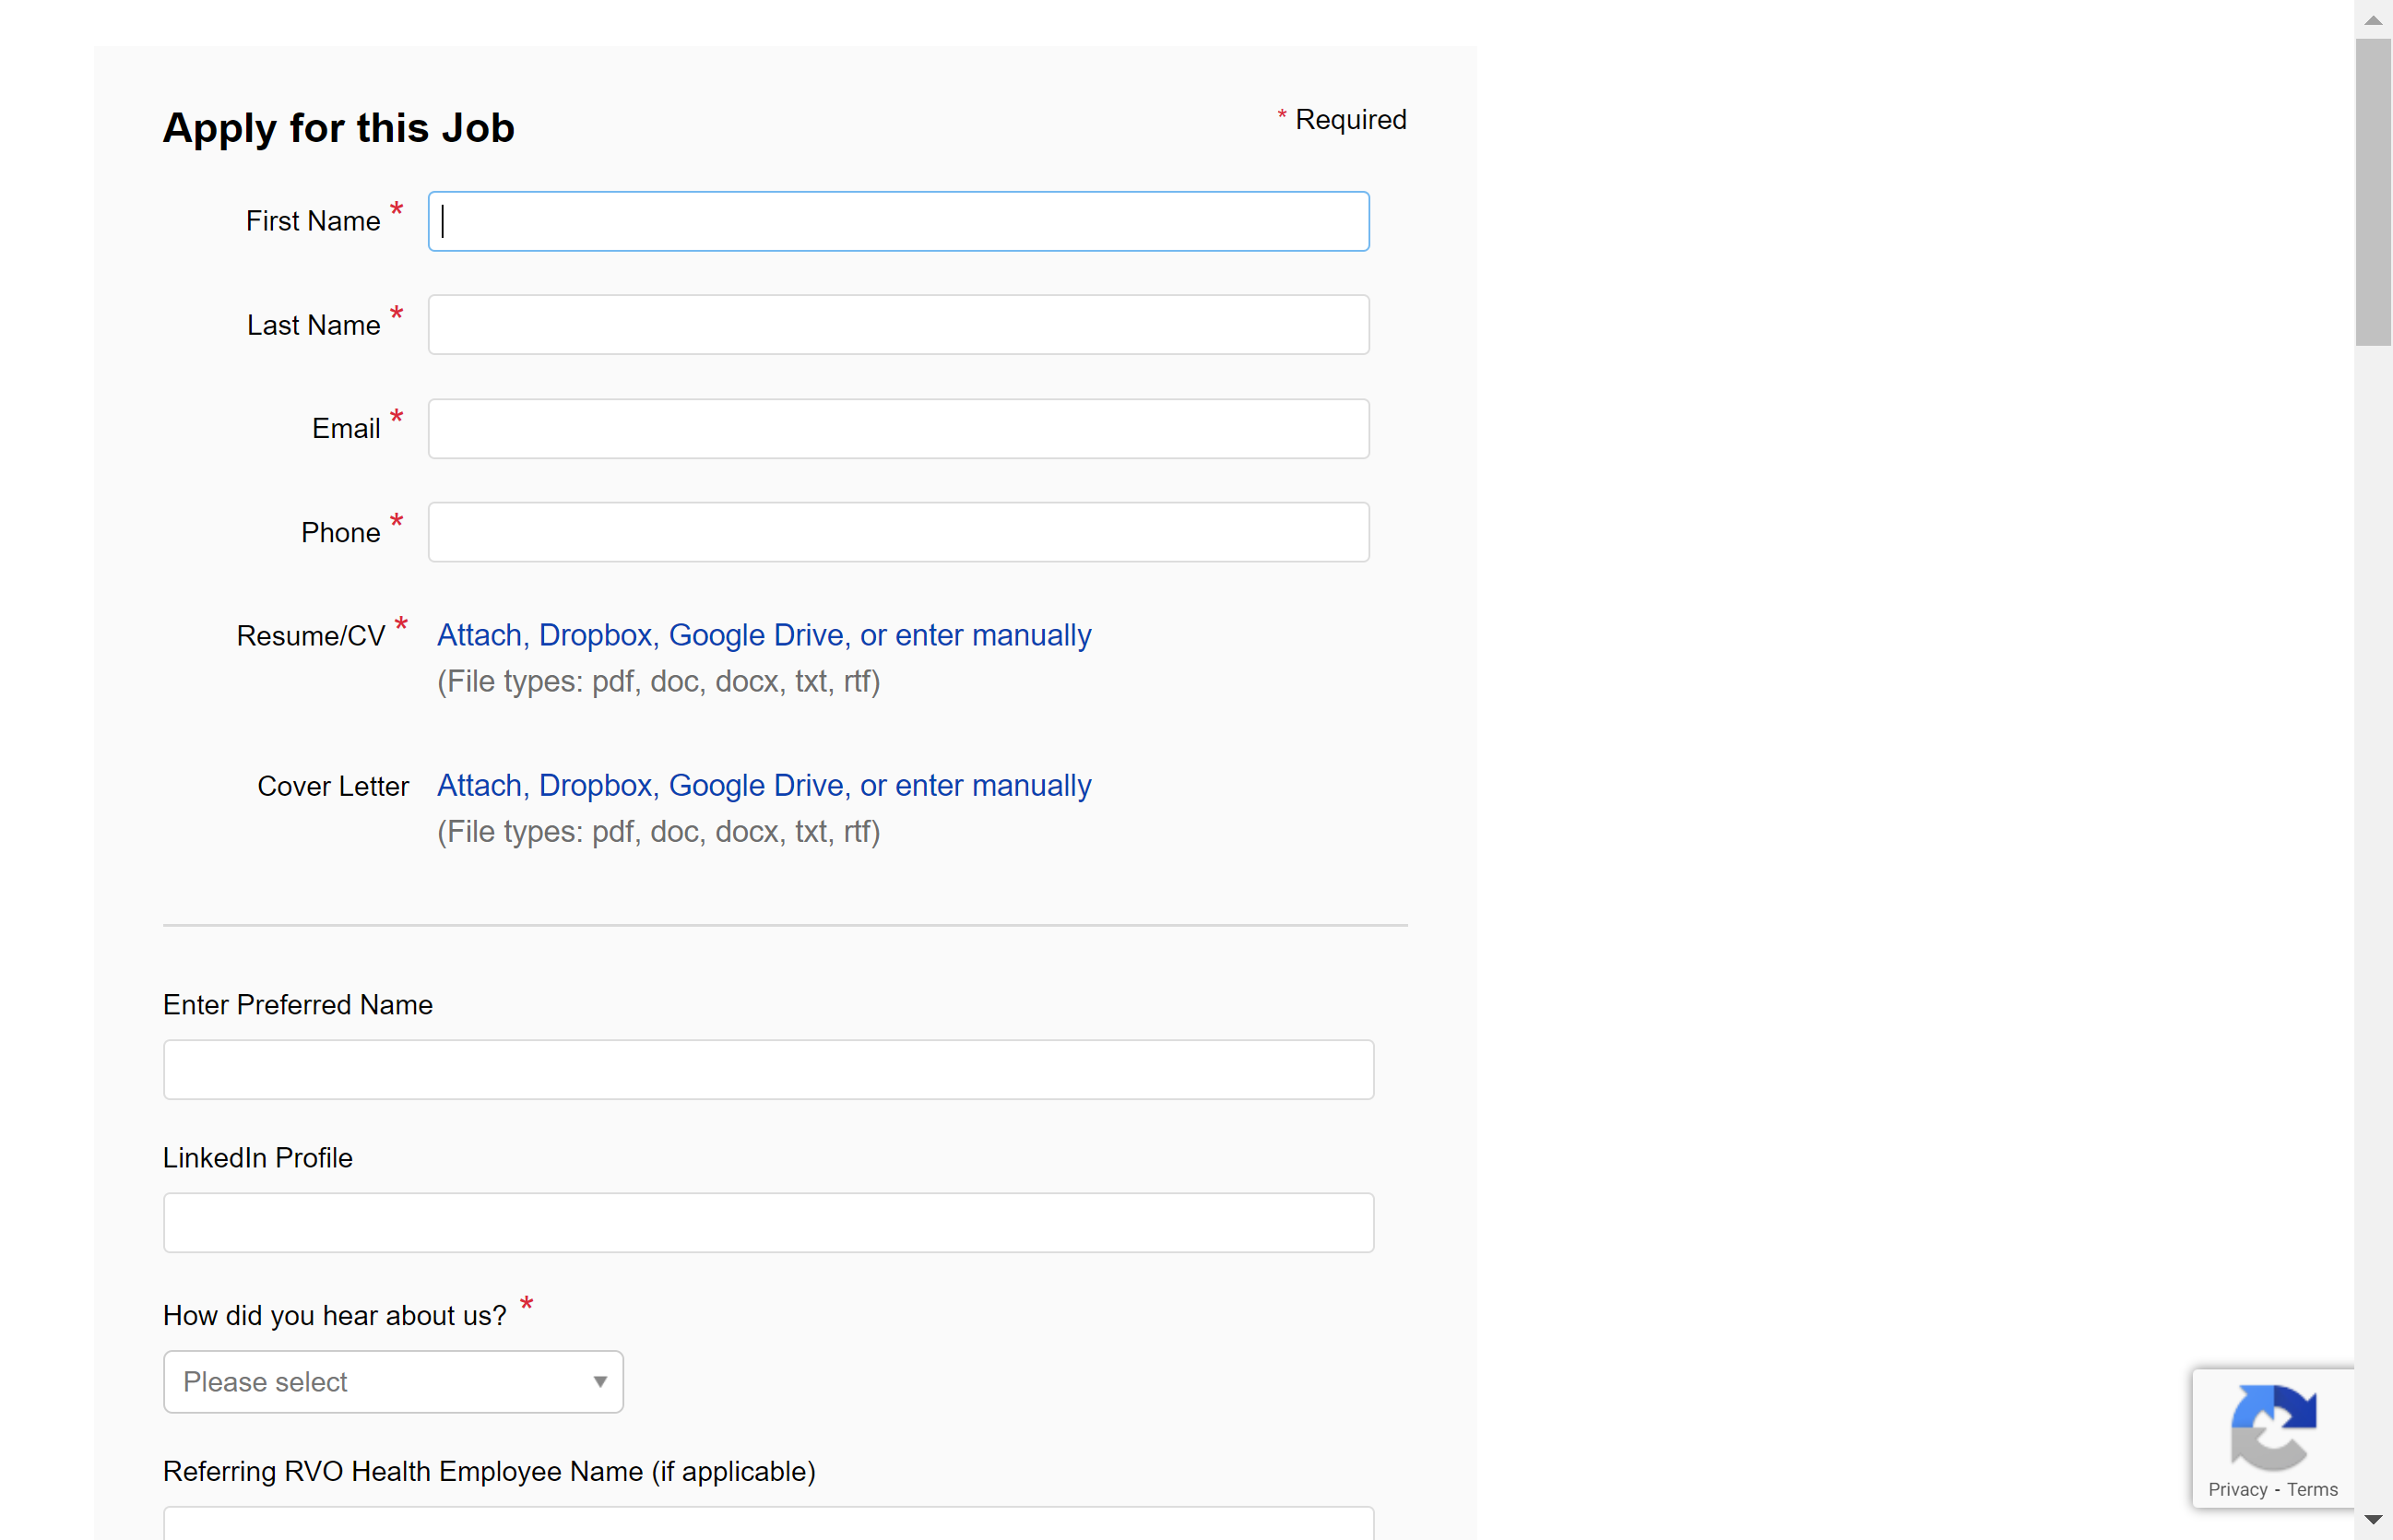 Apply for this Job
* Required
First Name *
Last Name *
Email *
Phone *
Resume/CV *
Attach, Dropbox, Google Drive, or enter manually
(File types: pdf, doc, docx, txt, rtf)
Cover Letter
Attach, Dropbox, Google Drive, or enter manually
(File types: pdf, doc, docx, txt, rtf)
Enter Preferred Name
LinkedIn Profile
How did you hear about us? *
Please select
Referring RVO Health Employee Name (if applicable)
Privacy - Terms